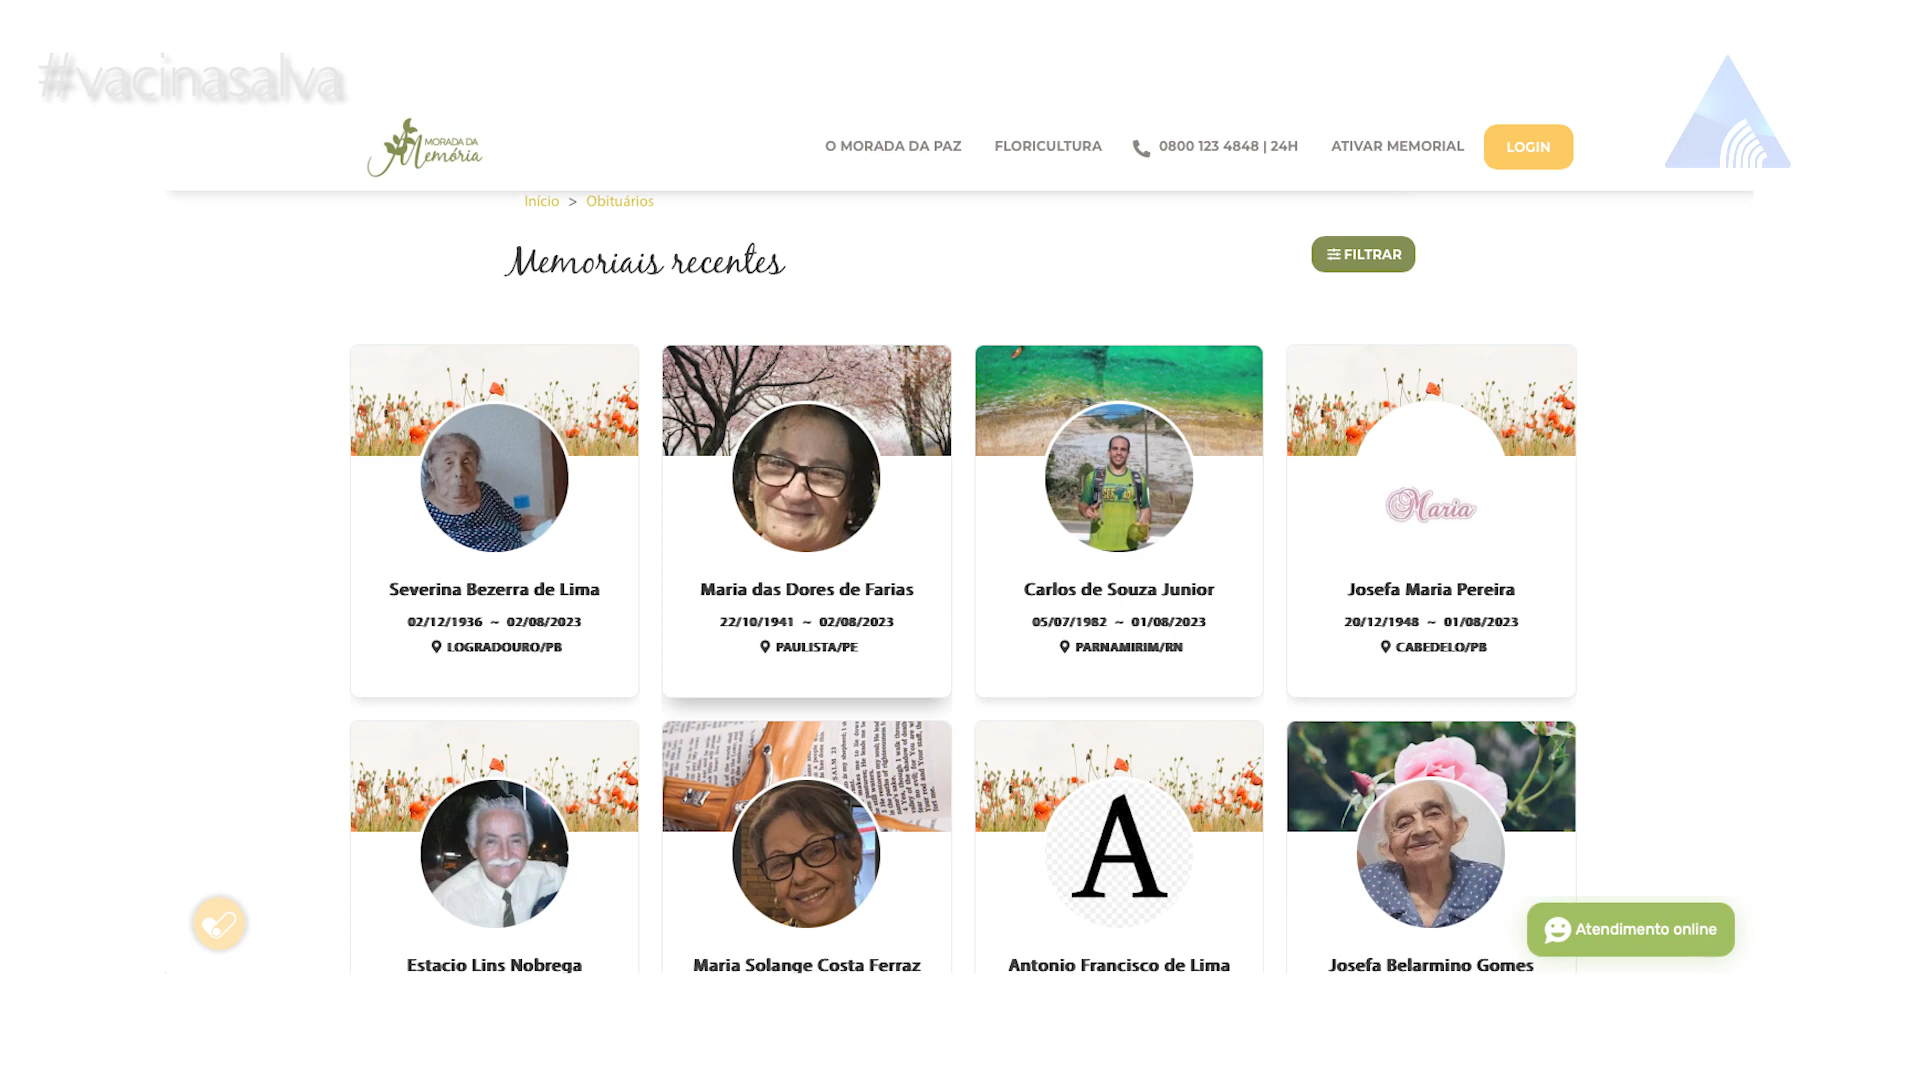 #vacinasalva
MORADA DA
Memória
O MORADA DA PAZ
FLORICULTURA
0800 123 4848 | 24H
ATIVAR MEMORIAL
LOGIN
Início > Obituários
Memoriais recentes
FILTRAR
Severina Bezerra de Lima
02/12/1936 ~ 02/08/2023
LOGRADOURO/PB
Maria das Dores de Farias
22/10/1941 ~ 02/08/2023
PAULISTA/PE
Carlos de Souza Junior
05/07/1982 ~ 01/08/2023
PARNAMIRIM/RN
Maria
Josefa Maria Pereira
20/12/1948 ~ 01/08/2023
CABEDELO/PB
Estacio Lins Nobrega
Maria Solange Costa Ferraz
A
Antonio Francisco de Lima
Josefa Belarmino Gomes
Atendimento online